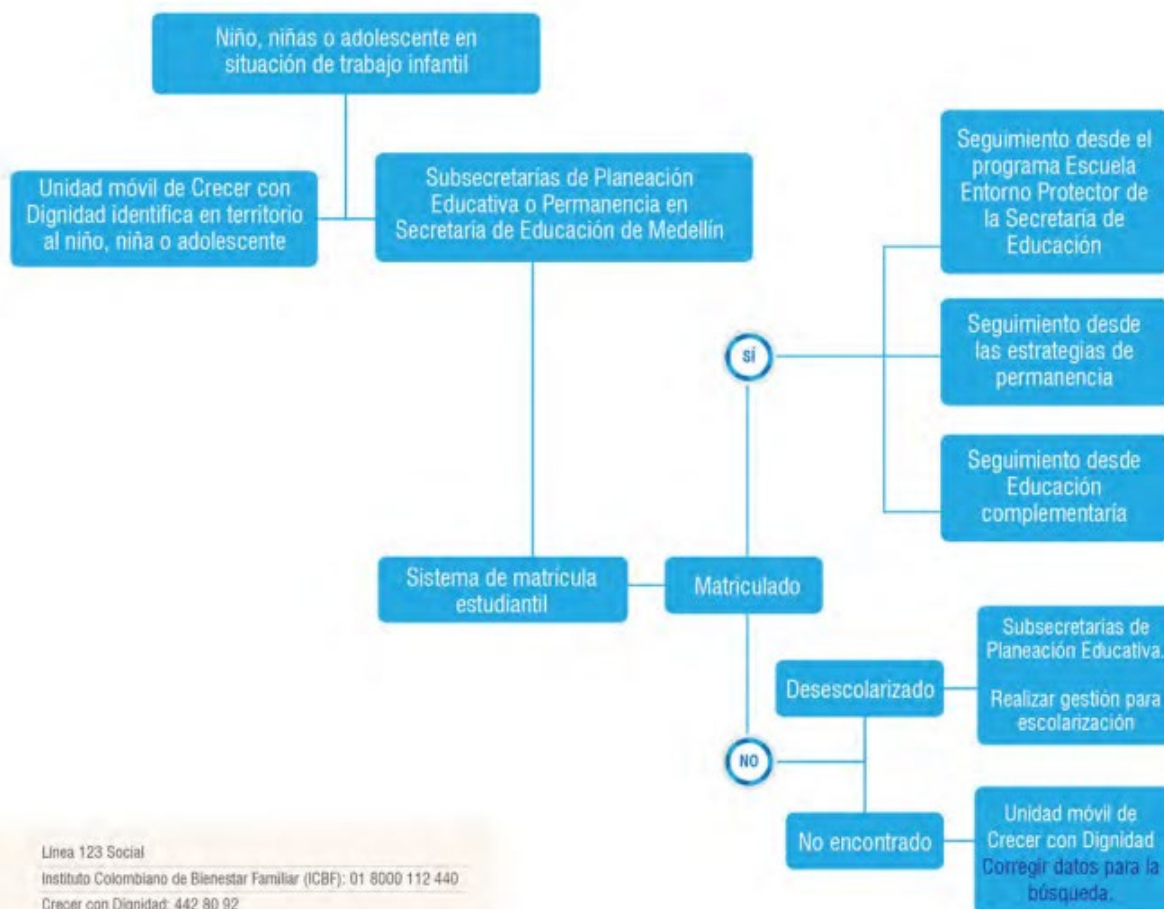 Niño, niñas o adolescente en
situación de trabajo infantil
Unidad móvil de Crecer con
Dignidad identifica en territorio
al niño, niña o adolescente
Subsecretarías de Planeación
Educativa o Permanencia en
Secretaría de Educación de Medellín
Sistema de matrícula
estudiantil
Matriculado
SÍ
Seguimiento desde el
programa Escuela
Entorno Protector de
la Secretaría de
Educación
Seguimiento desde
las estrategias de
permanencia
Seguimiento desde
Educación
complementaría
NO
Desescolarizado
Subsecretarías de
Planeación Educativa.
Realizar gestión para
escolarización
No encontrado
Unidad móvil de
Crecer con Dignidad
Corregir datos para la
búsqueda.
Línea 123 Social
Instituto Colombiano de Bienestar Familiar (ICBF): 01 8000 112 440
Crecer con Dignidad: 442 80 92